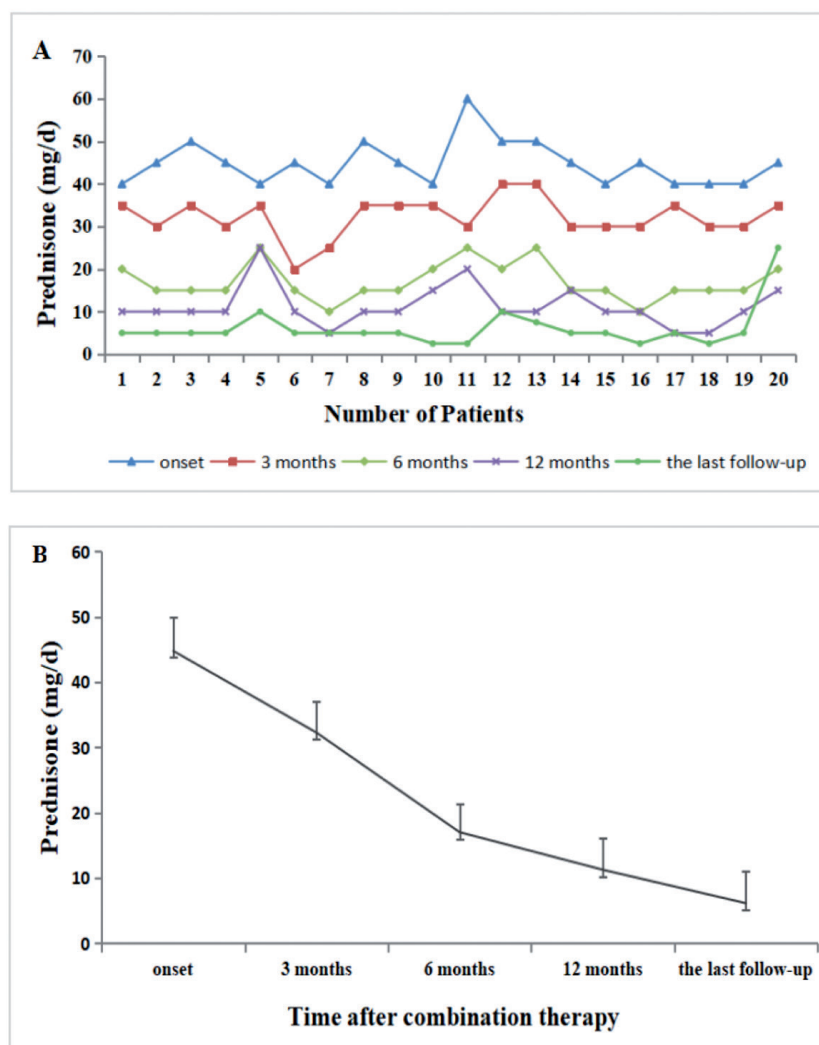 A
Prednisone (mg/d)
70
60
50
40
30
20
10
0
1 2 3 4 5 6 7 8 9 10 11 12 13 14 15 16 17 18 19 20
Number of Patients
onset 3 months 6 months 12 months the last follow-up
B
Prednisone (mg/d)
60
50
40
30
20
10
0
onset 3 months 6 months 12 months the last follow-up
Time after combination therapy